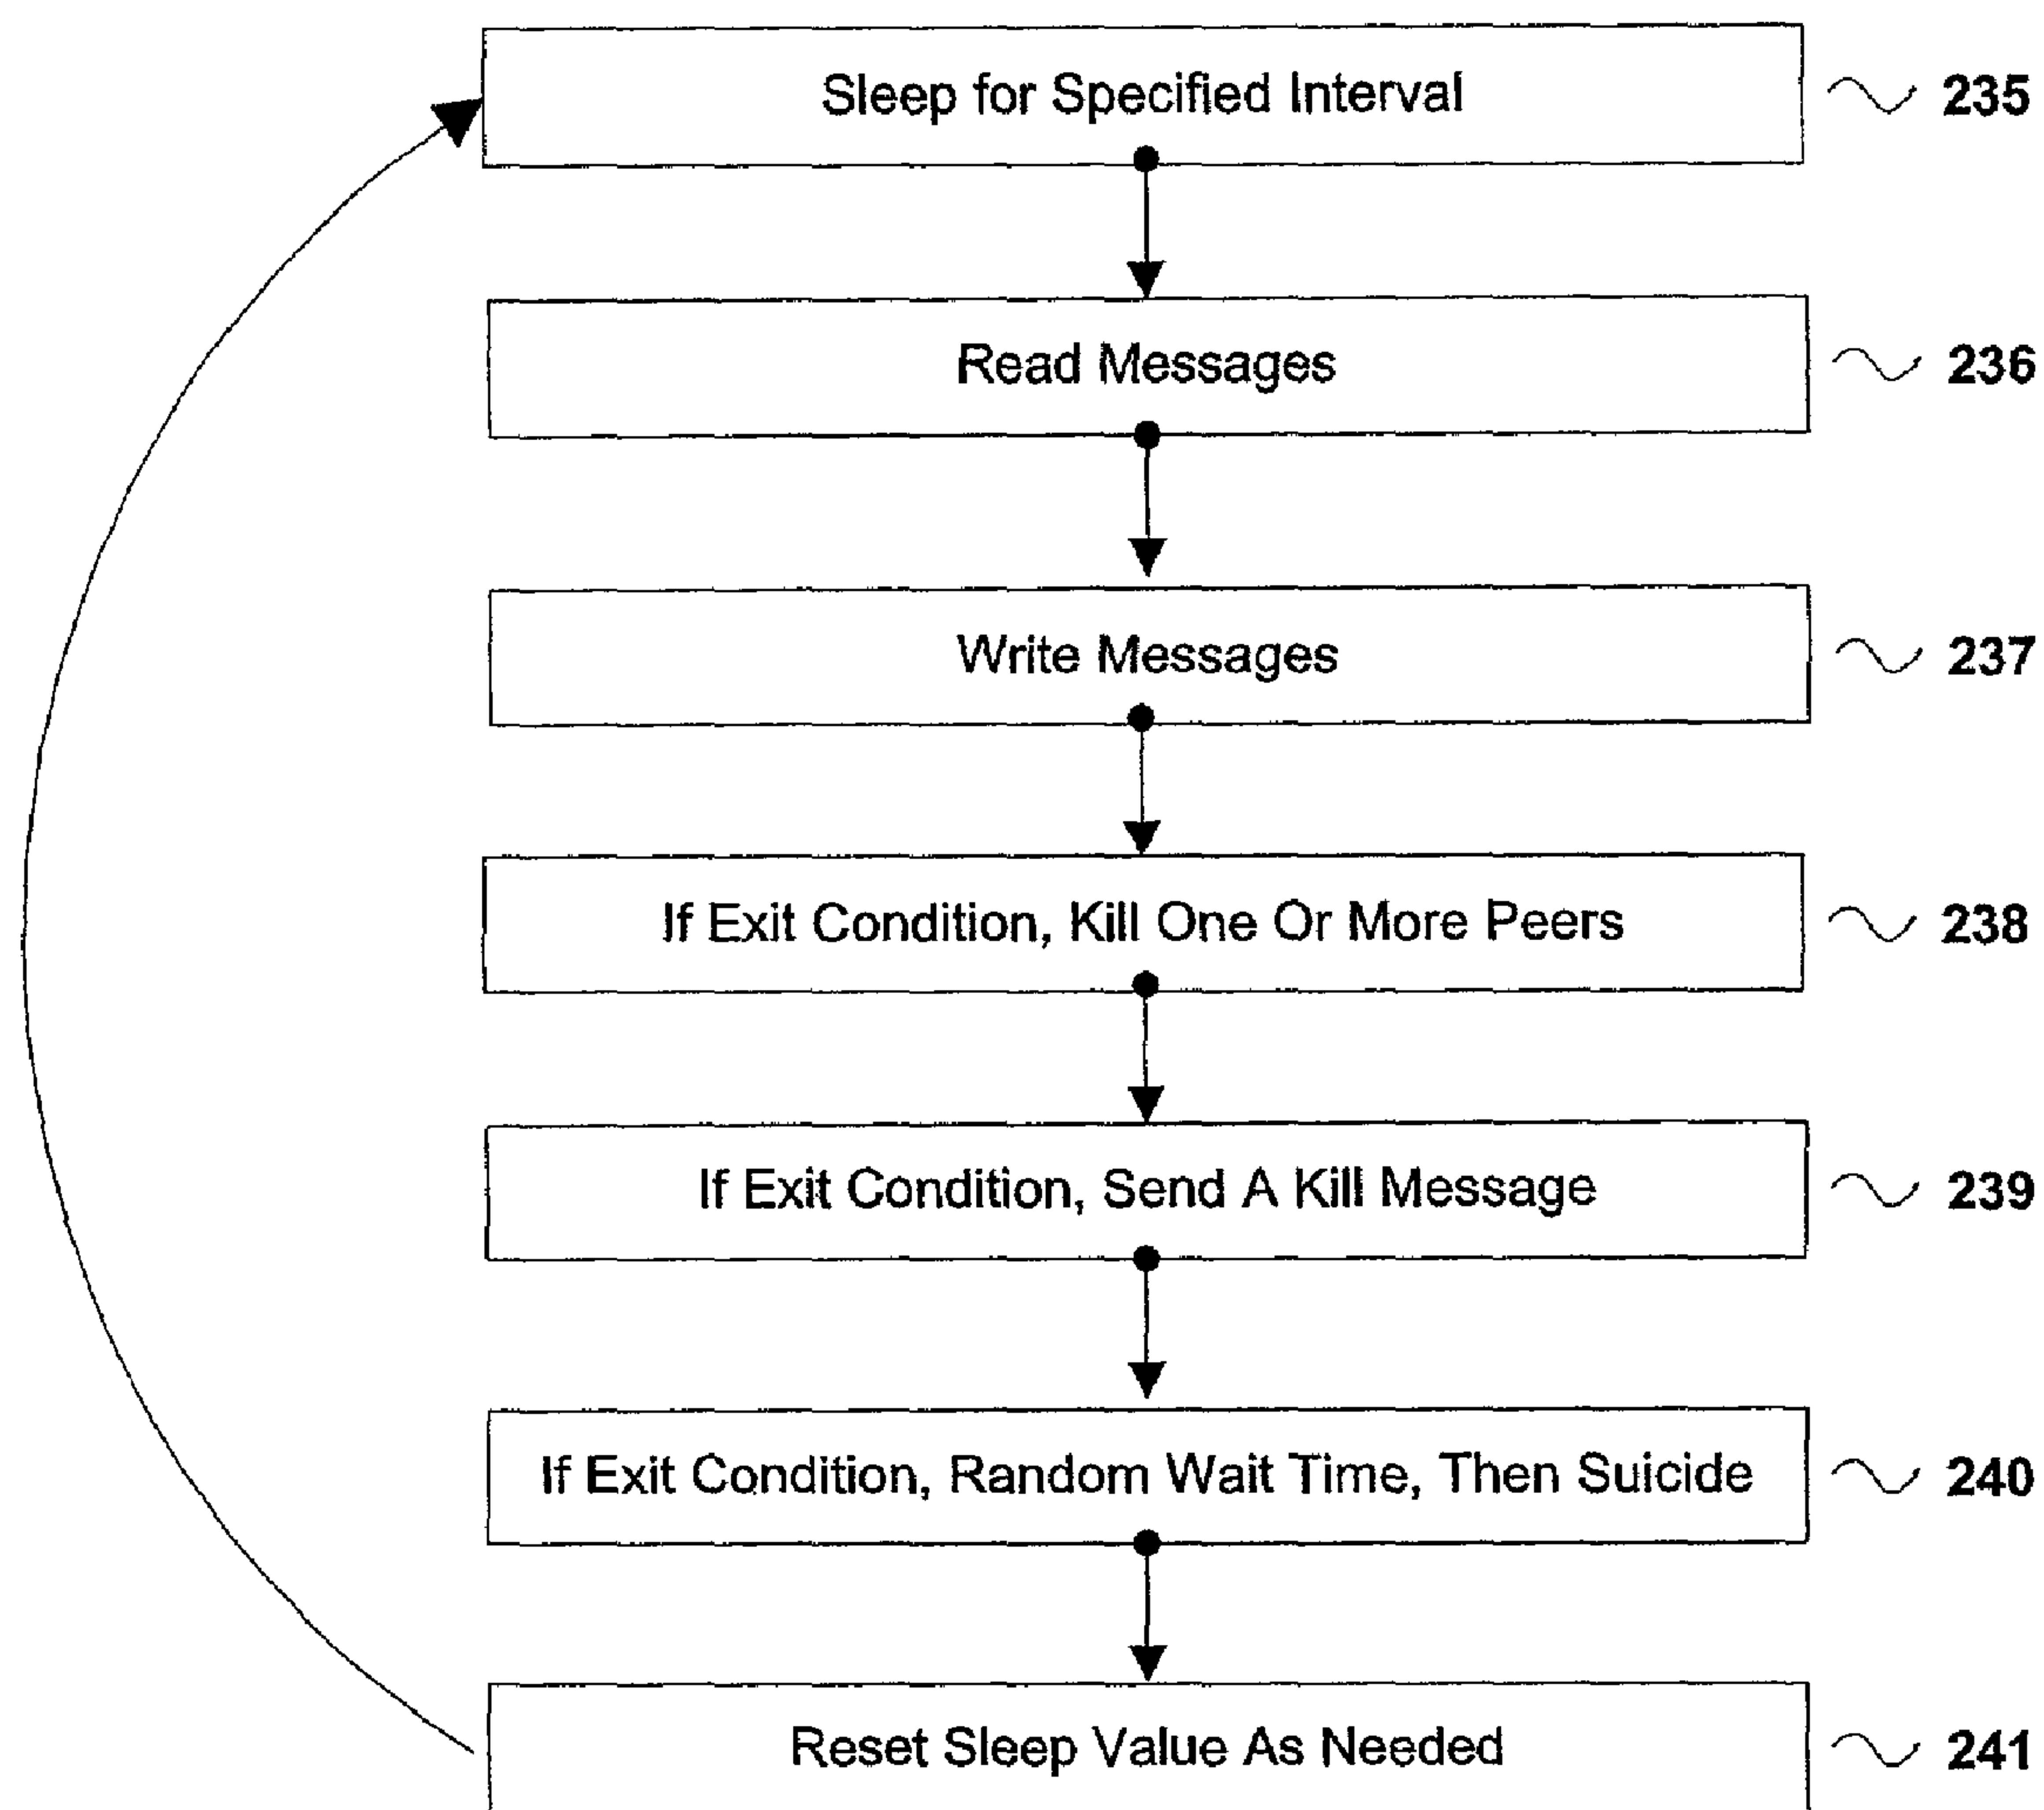 Sleep for Specified Interval 235
Read Messages 236
Write Messages 237
If Exit Condition, Kill One Or More Peers 238
If Exit Condition, Send A Kill Message 239
If Exit Condition, Random Wait Time, Then Suicide 240
Reset Sleep Value As Needed 241